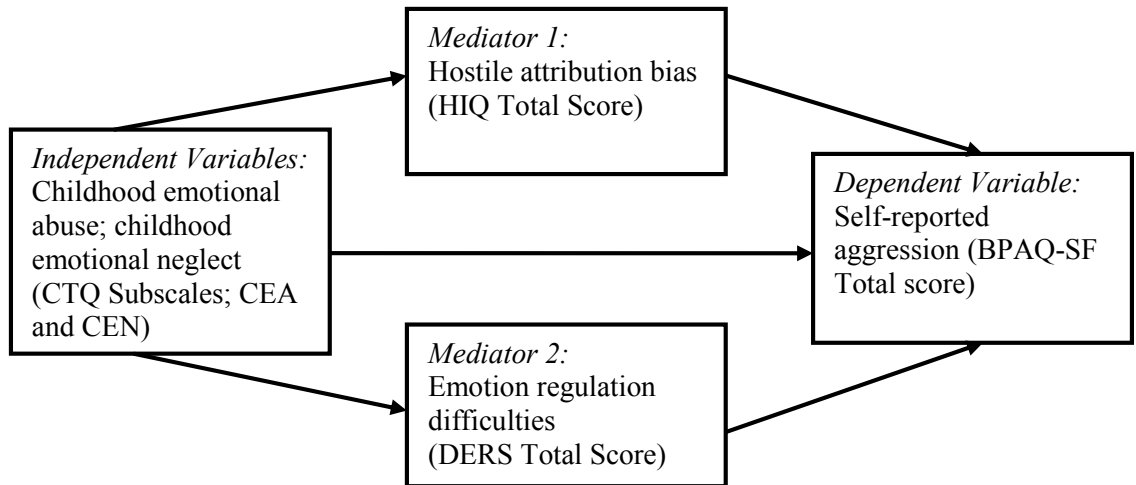 Mediator 1:
Hostile attribution bias
(HIQ Total Score)
Independent Variables:
Childhood emotional
abuse; childhood
emotional neglect
(CTQ Subscales; CEA
and CEN)
Dependent Variable:
Self-reported
aggression (BPAQ-SF
Total score)
Mediator 2:
Emotion regulation
difficulties
(DERS Total Score)